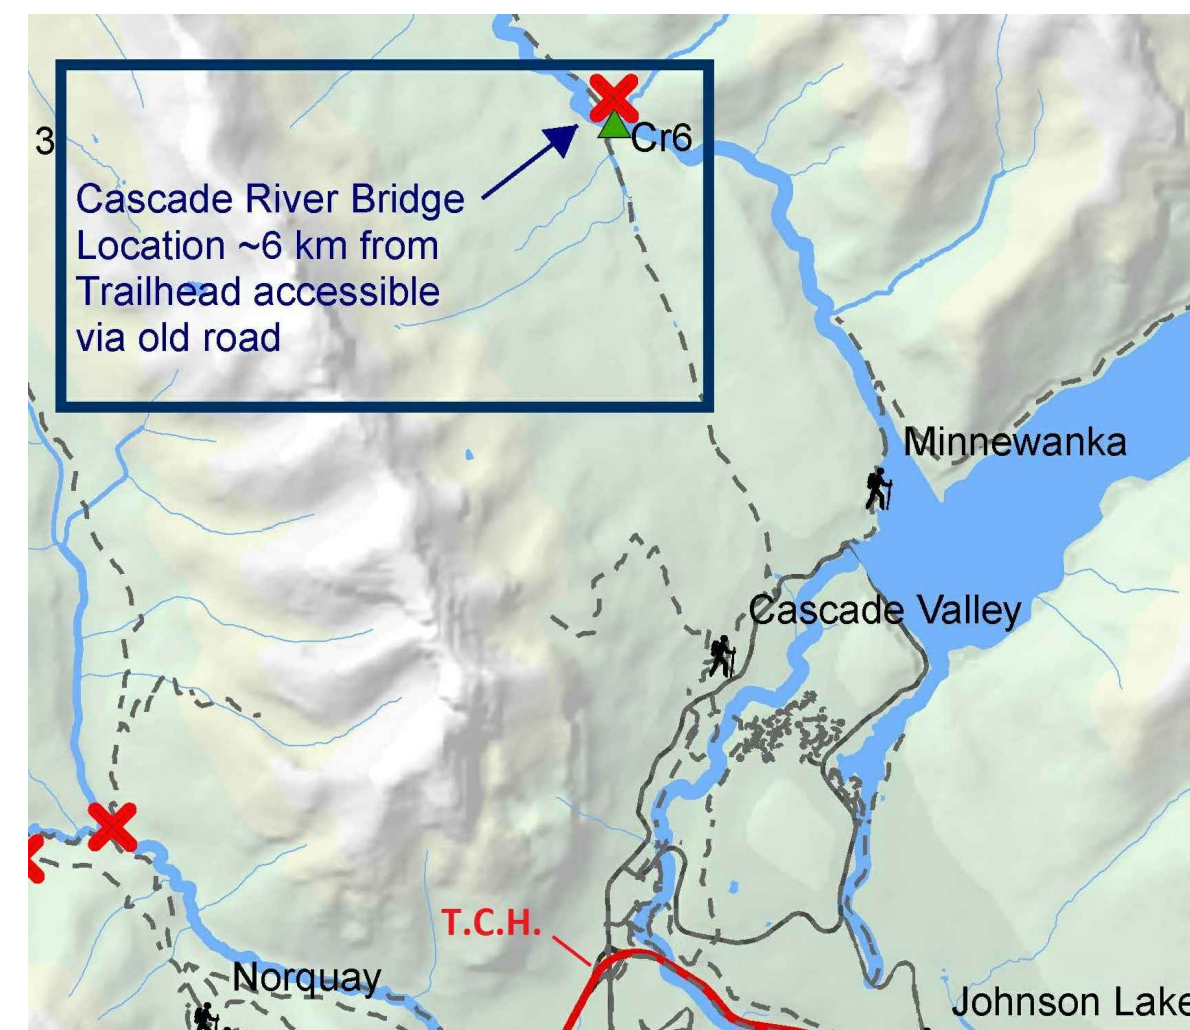 3
Cr6
Cascade River Bridge
Location ~6 km from
Trailhead accessible
via old road
Minnewanka
Cascade Valley
T.C.H.
Norquay
Johnson Lake